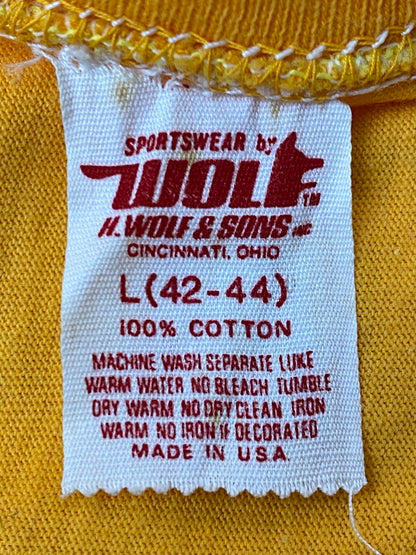 SPORTSWEAR by
WOLF TM
H. WOLF & SONS INC
CINCINNATI, OHIO
L (42-44)
100% COTTON
MACHINE WASH SEPARATE LUKE
WARM WATER NO BLEACH TUMBLE
DRY WARM NO DRY CLEAN IRON
WARM NO IRON IF DECORATED
MADE IN U.S.A.